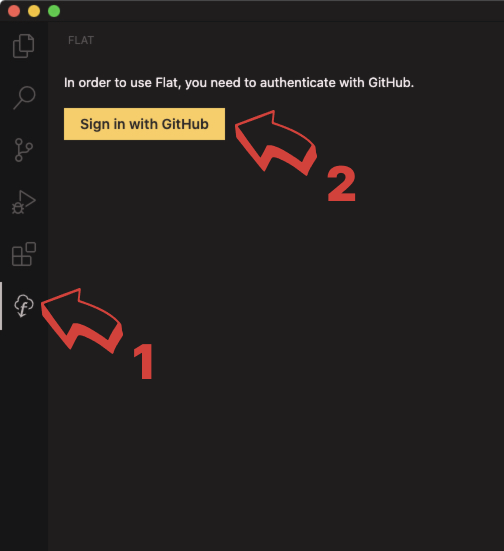 FLAT
In order to use Flat, you need to authenticate with GitHub.
Sign in with GitHub
2
1